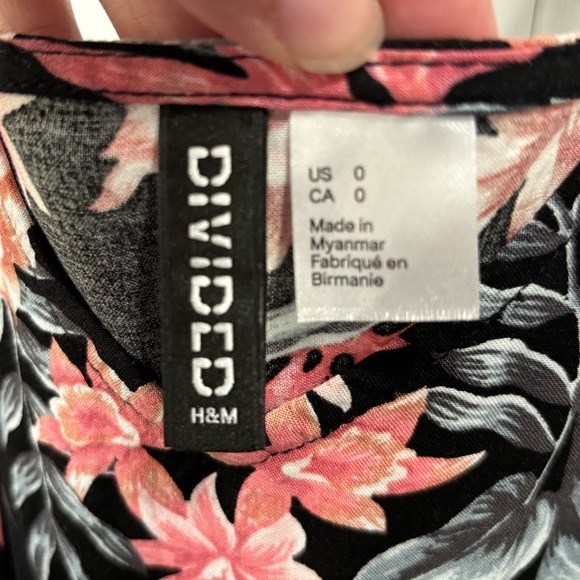 DIVIDED
H&M
US 0
CA 0
Made in
Myanmar
Fabriqué en
Birmanie